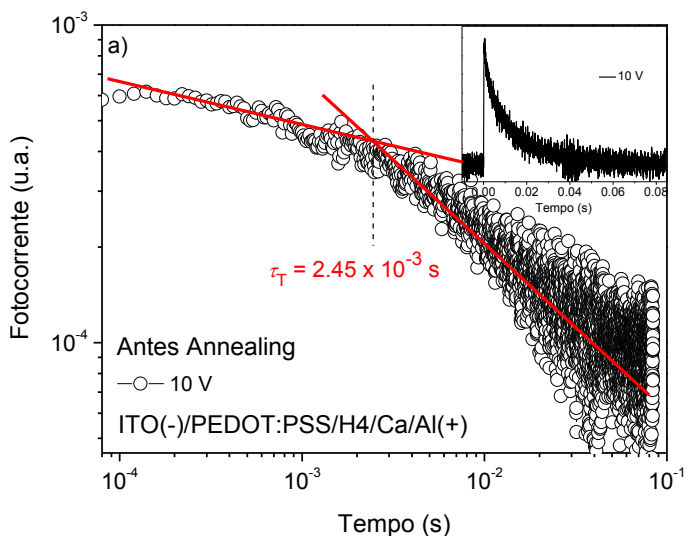 a)
10⁻³
10⁻⁴
Fotocorrente (u.a.)
10 V
0.00 0.02 0.04 0.06 0.08
Tempo (s)
τ_T = 2.45 x 10⁻³ s
Antes Annealing
10 V
ITO(-)/PEDOT:PSS/H4/Ca/Al(+)
10⁻⁴ 10⁻³ 10⁻² 10⁻¹
Tempo (s)